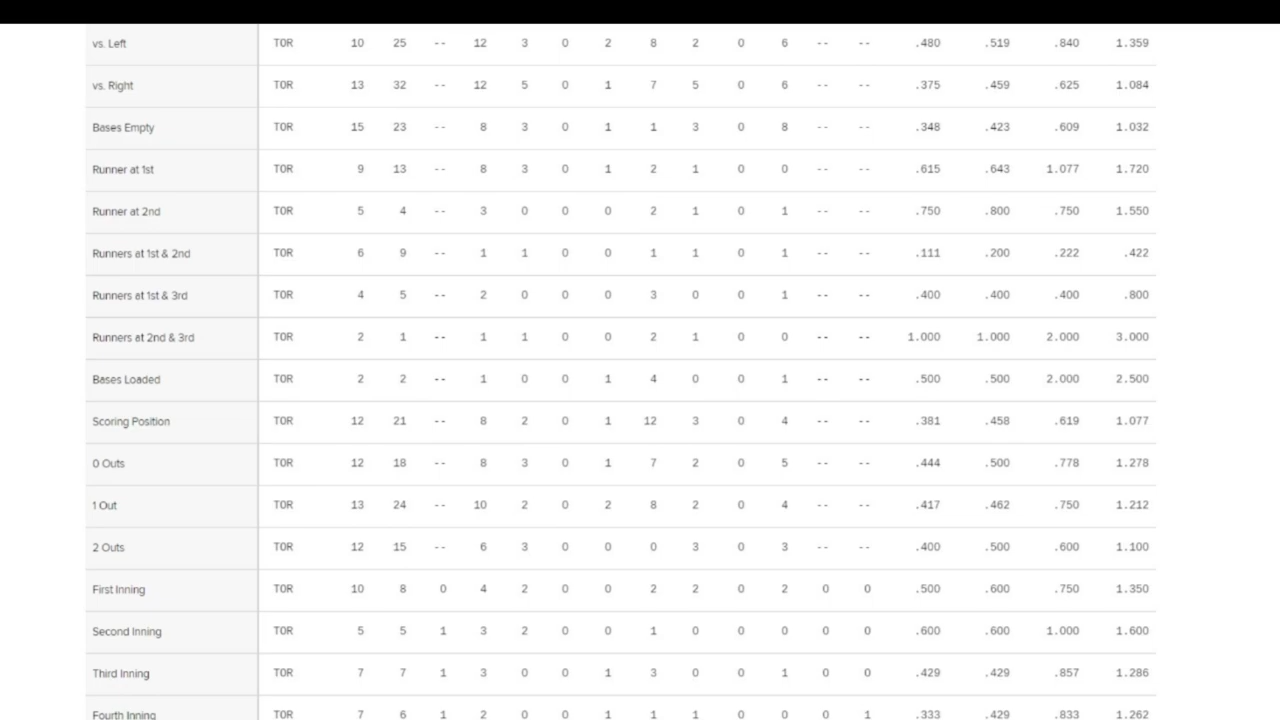 vs. Left TOR 10 25 -- 12 3 0 2 8 2 0 6 -- -- .480 .519 .840 1.359
vs. Right TOR 13 32 -- 12 5 0 1 7 5 0 6 -- -- .375 .459 .625 1.084
Bases Empty TOR 15 23 -- 8 3 0 1 1 3 0 8 -- -- .348 .423 .609 1.032
Runner at 1st TOR 9 13 -- 8 3 0 1 2 1 0 0 -- -- .615 .643 1.077 1.720
Runner at 2nd TOR 5 4 -- 3 0 0 0 2 1 0 1 -- -- .750 .800 .750 1.550
Runners at 1st & 2nd TOR 6 9 -- 1 1 0 0 1 1 0 1 -- -- .111 .200 .222 .422
Runners at 1st & 3rd TOR 4 5 -- 2 0 0 0 3 0 0 1 -- -- .400 .400 .400 .800
Runners at 2nd & 3rd TOR 2 1 -- 1 1 0 0 2 1 0 0 -- -- 1.000 1.000 2.000 3.000
Bases Loaded TOR 2 2 -- 1 0 0 1 4 0 0 1 -- -- .500 .500 2.000 2.500
Scoring Position TOR 12 21 -- 8 2 0 1 12 3 0 4 -- -- .381 .458 .619 1.077
0 Outs TOR 12 18 -- 8 3 0 1 7 2 0 5 -- -- .444 .500 .778 1.278
1 Out TOR 13 24 -- 10 2 0 2 8 2 0 4 -- -- .417 .462 .750 1.212
2 Outs TOR 12 15 -- 6 3 0 0 0 3 0 3 -- -- .400 .500 .600 1.100
First Inning TOR 10 8 0 4 2 0 0 2 2 0 2 0 0 .500 .600 .750 1.350
Second Inning TOR 5 5 1 3 2 0 0 1 0 0 0 0 0 .600 .600 1.000 1.600
Third Inning TOR 7 7 1 3 0 0 1 3 0 0 1 0 0 .429 .429 .857 1.286
Fourth Inning TOR 7 6 1 2 0 0 1 1 1 0 0 0 1 .333 .429 .833 1.262